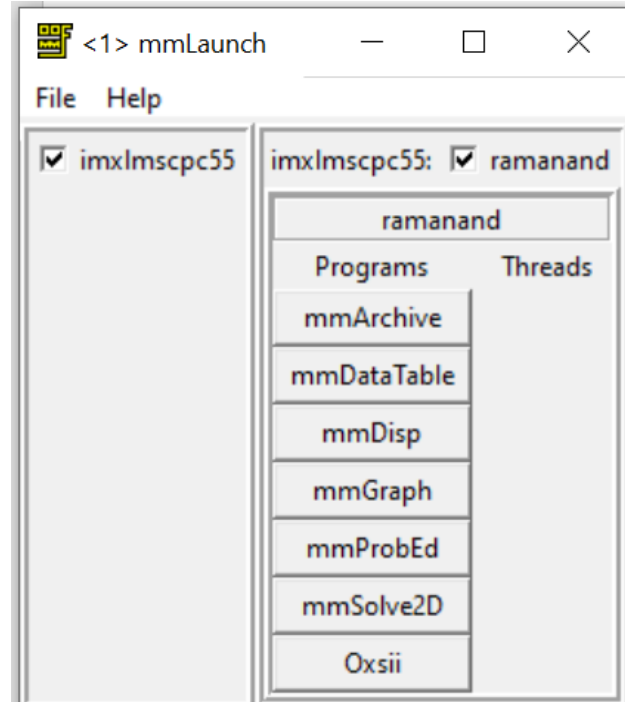 <1> mmLaunch
File Help
imxlmscpc55
imxlmscpc55: ramanand
ramanand
Programs Threads
mmArchive
mmDataTable
mmDisp
mmGraph
mmProbEd
mmSolve2D
Oxsii